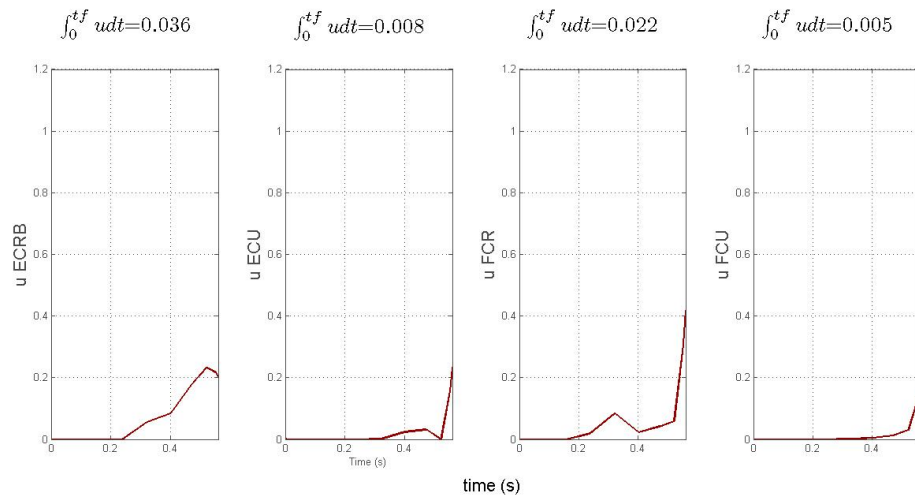 ∫₀^{tf} udt=0.036
∫₀^{tf} udt=0.008
∫₀^{tf} udt=0.022
∫₀^{tf} udt=0.005
u ECRB
1.2
1
0.8
0.6
0.4
0.2
0
0 0.2 0.4
u ECU
1.2
1
0.8
0.6
0.4
0.2
0
0 0.2 0.4
Time (s)
u FCR
1.2
1
0.8
0.6
0.4
0.2
0
0 0.2 0.4
u FCU
1.2
1
0.8
0.6
0.4
0.2
0
0 0.2 0.4
time (s)